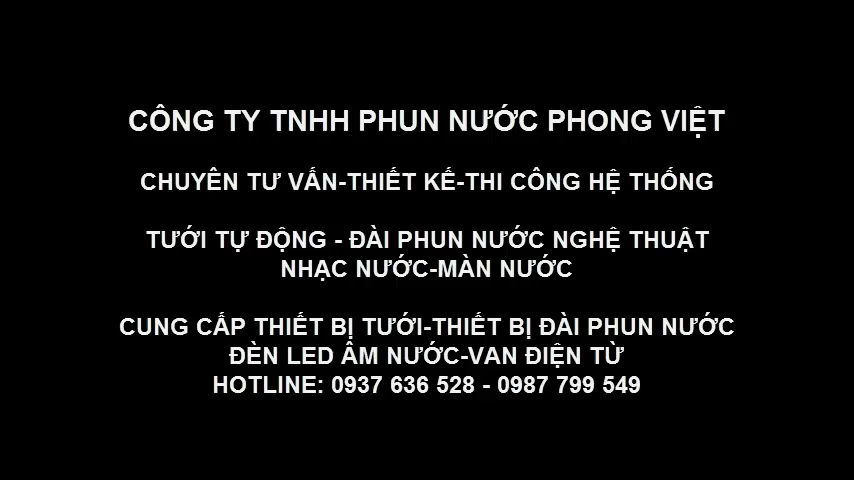 CÔNG TY TNHH PHUN NƯỚC PHONG VIỆT
CHUYÊN TƯ VẤN-THIẾT KẾ-THI CÔNG HỆ THỐNG
TƯỚI TỰ ĐỘNG - ĐÀI PHUN NƯỚC NGHỆ THUẬT
NHẠC NƯỚC-MÀN NƯỚC
CUNG CẤP THIẾT BỊ TƯỚI-THIẾT BỊ ĐÀI PHUN NƯỚC
ĐÈN LED ÂM NƯỚC-VAN ĐIỆN TỪ
HOTLINE: 0937 636 528 - 0987 799 549